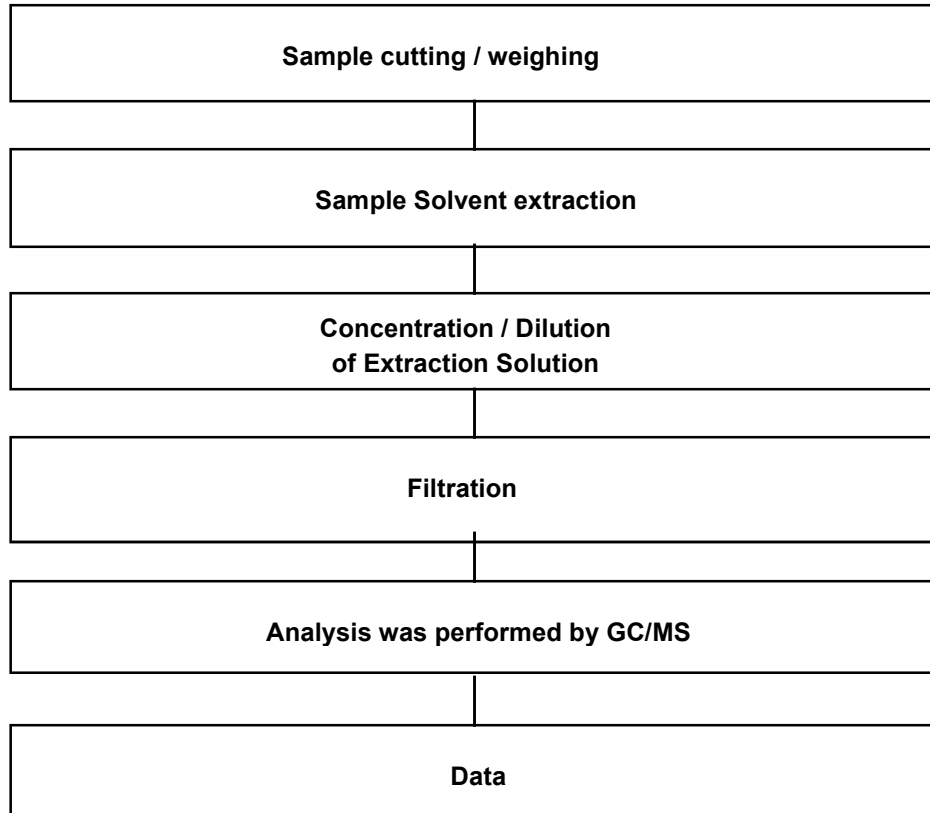 Sample cutting / weighing
Sample Solvent extraction
Concentration / Dilution
of Extraction Solution
Filtration
Analysis was performed by GC/MS
Data